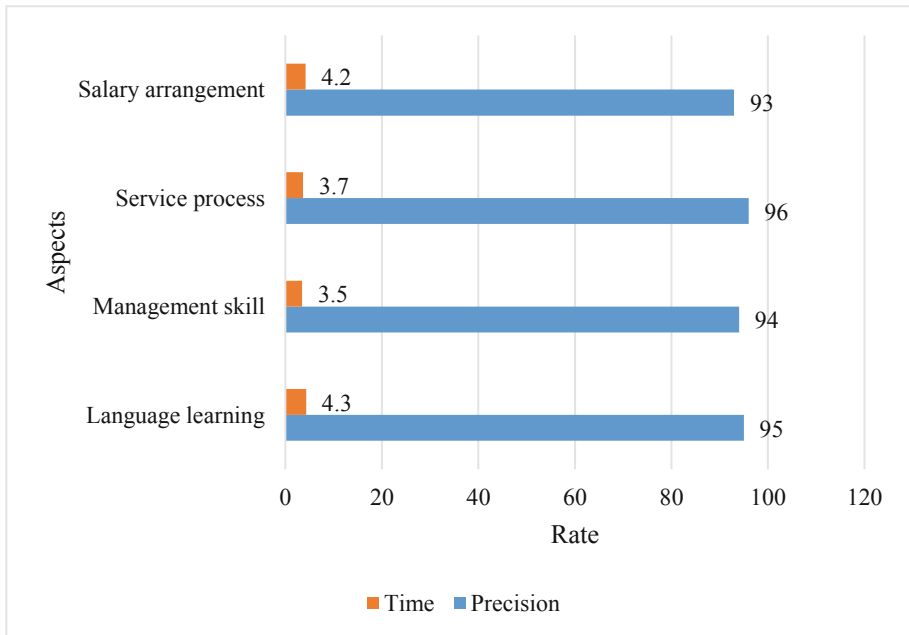 Salary arrangement
4.2
93
Service process
3.7
96
Management skill
3.5
94
Language learning
4.3
95
Aspects
0 20 40 60 80 100 120
Rate
Time Precision